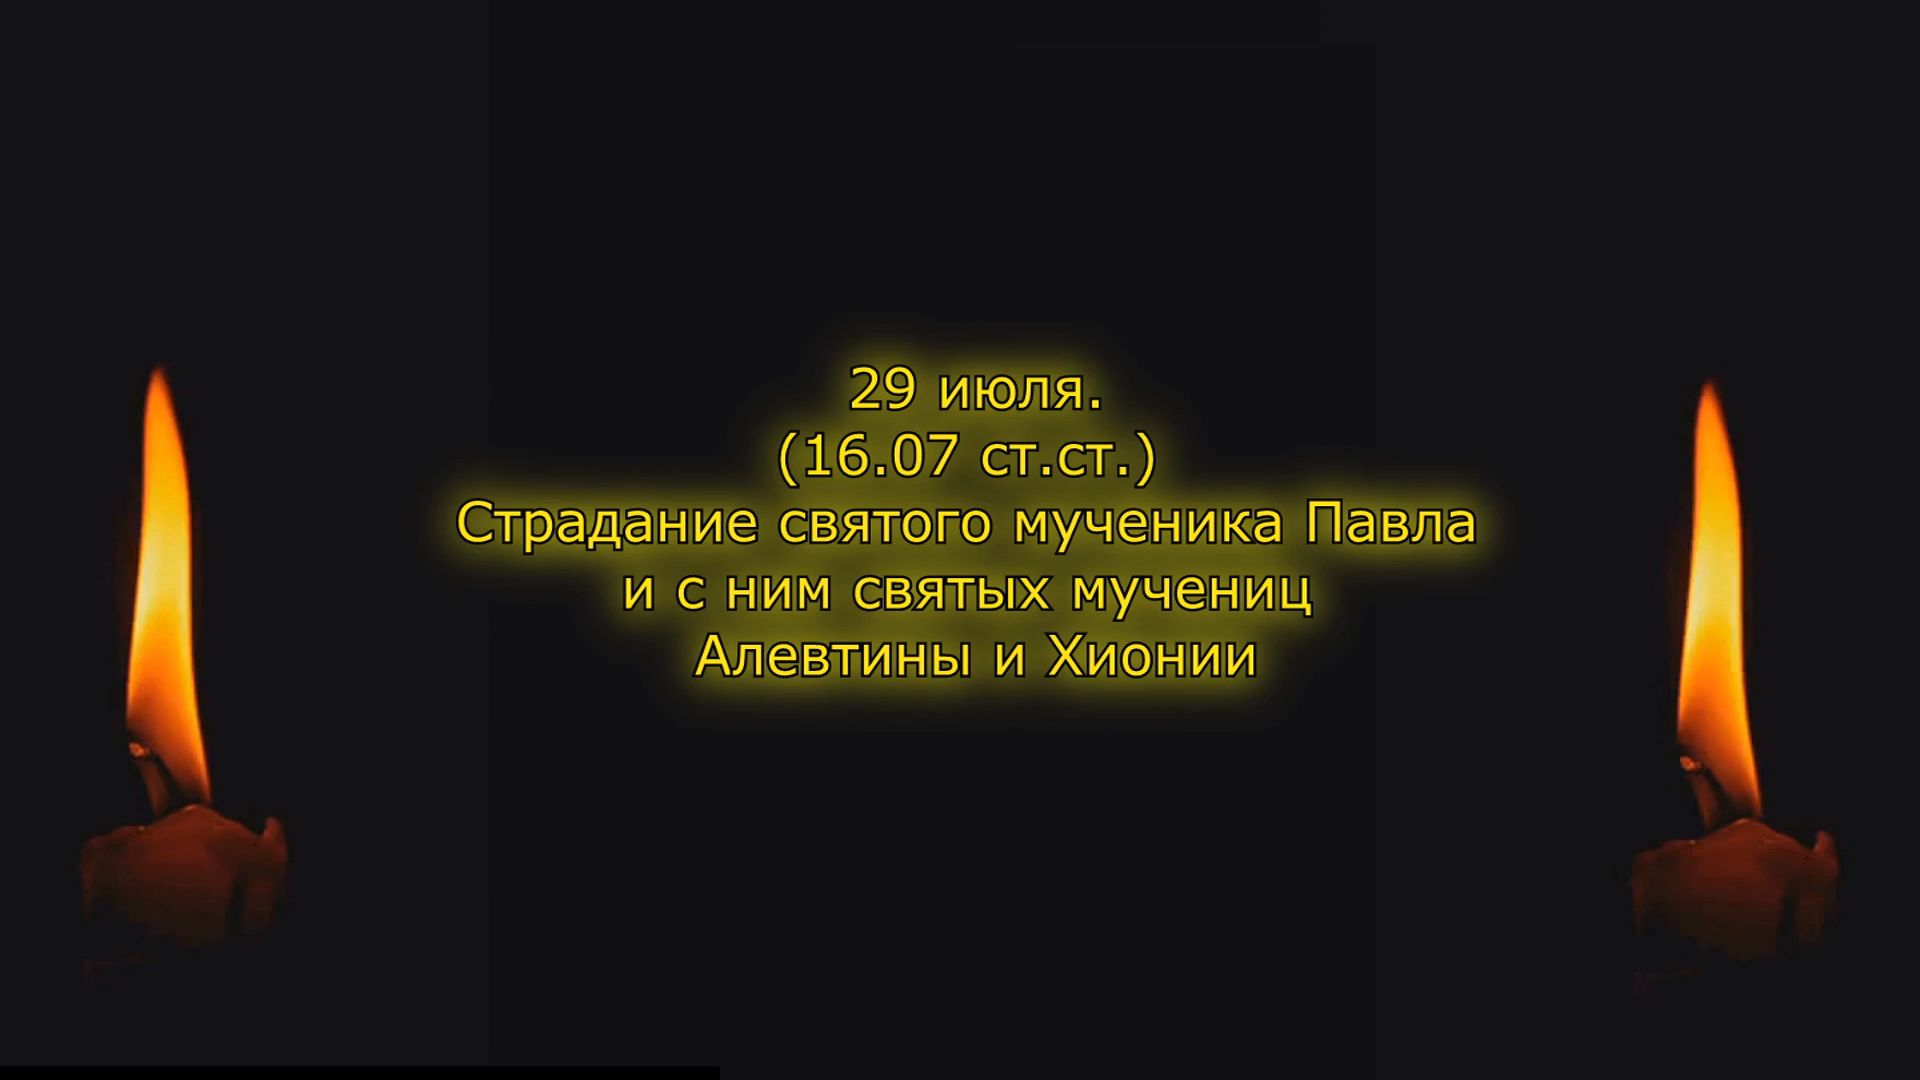 29 июля.
(16.07 ст.ст.)
Страдание святого мученика Павла
и с ним святых мучениц
Алевтины и Хионии